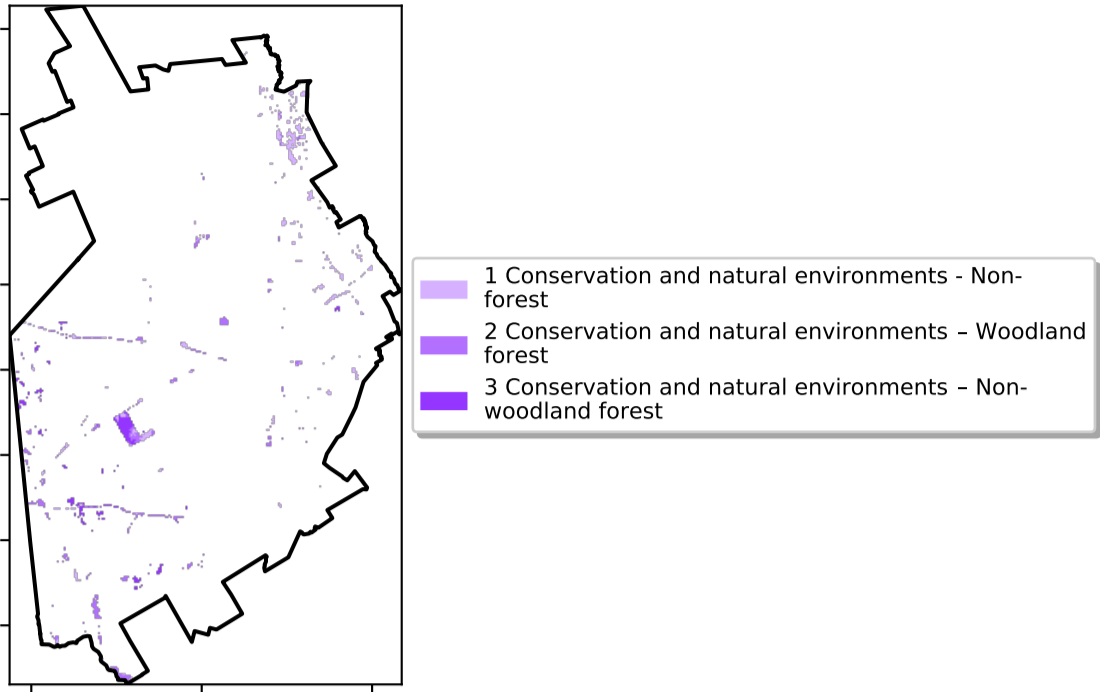 1 Conservation and natural environments - Non-
forest
2 Conservation and natural environments – Woodland
forest
3 Conservation and natural environments – Non-
woodland forest